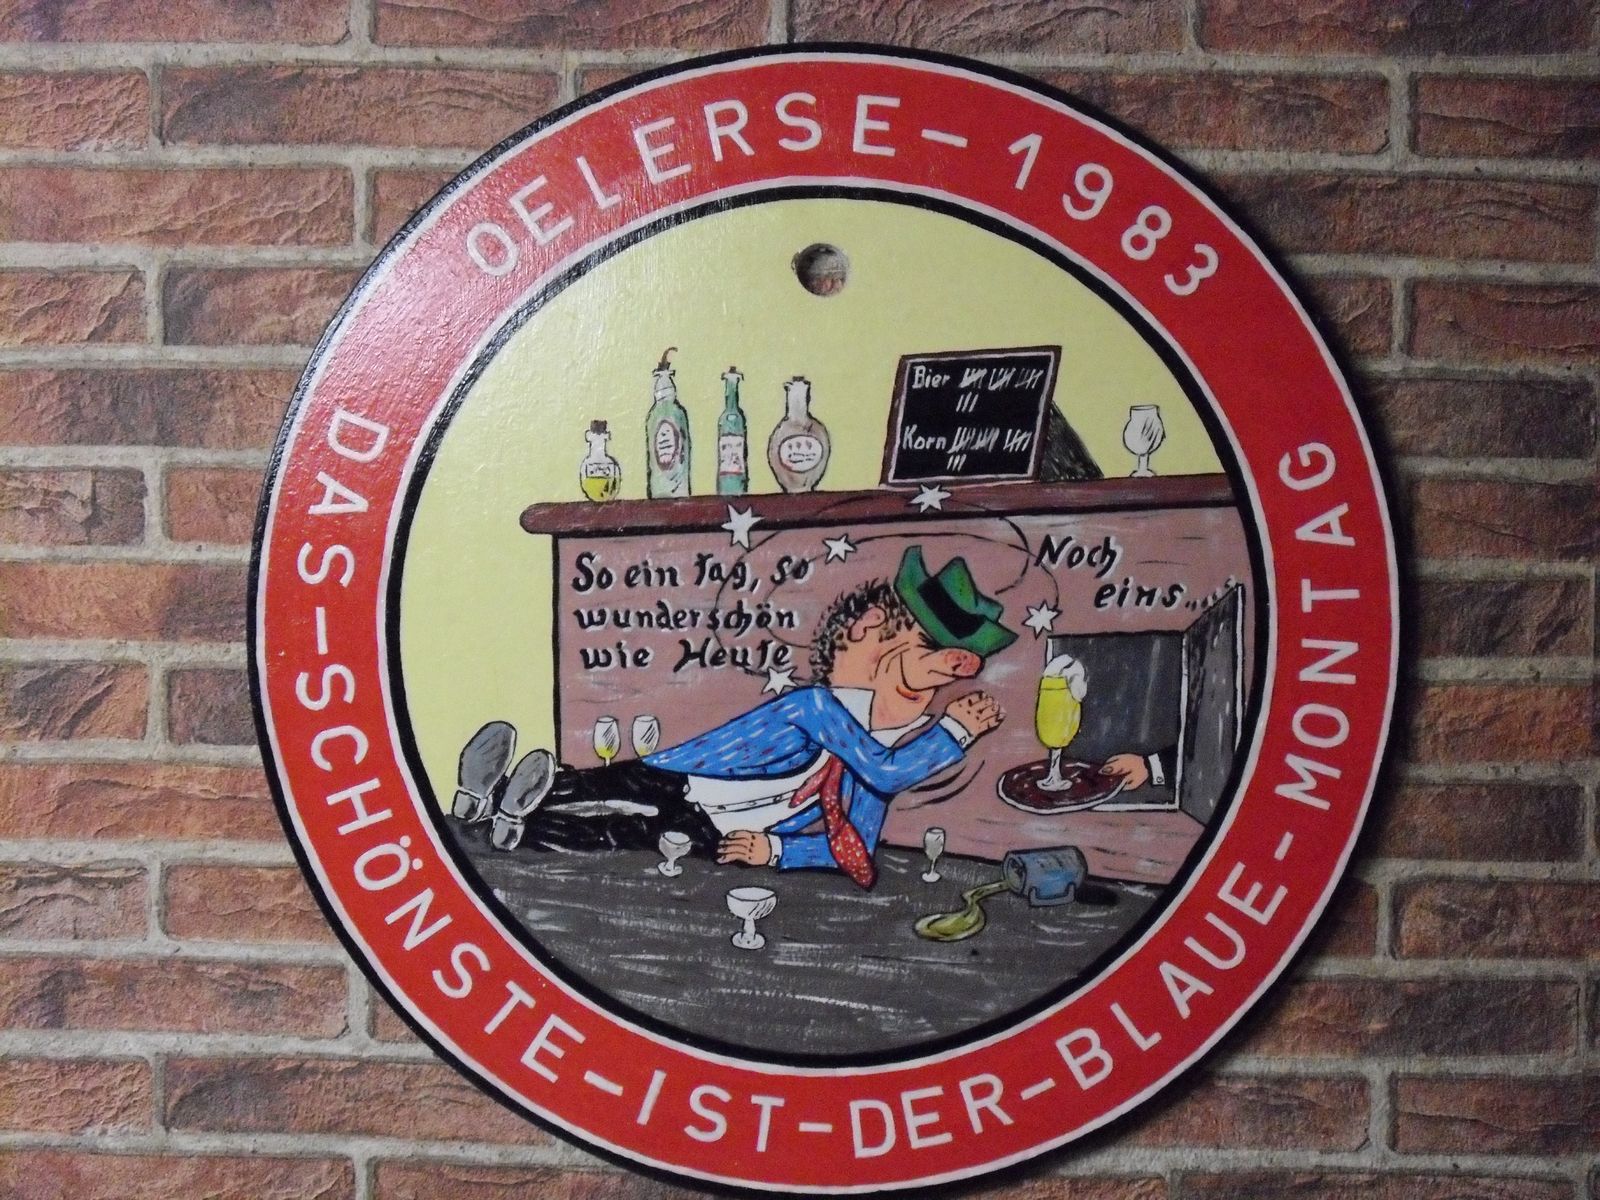 OELERSE-1983
DAS-SCHÖNSTE-IST-DER-BLAUE-MONTAG
Bier
Korn
So ein Tag, so
wunderschön
wie Heute
Noch
eins....